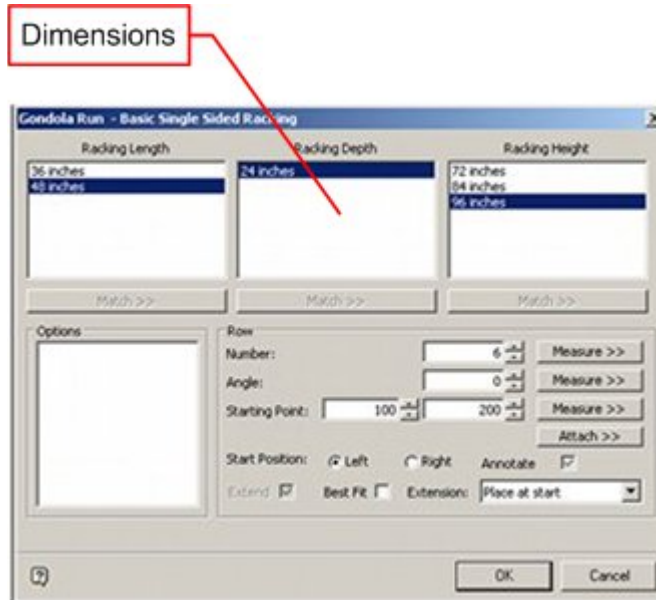 Dimensions
Gondola Run - Basic Single Sided Racking
Racking Length Racking Depth Racking Height
36 inches 24 inches 72 inches
48 inches 84 inches
96 inches
Match >> Match >> Match >>
Options Row
Number: 6 Measure >>
Angle: 0 Measure >>
Starting Point: 100 200 Measure >>
Attach >>
Start Position: Left Right Annotate
Extend Best Fit Extension: Place at start
? OK Cancel